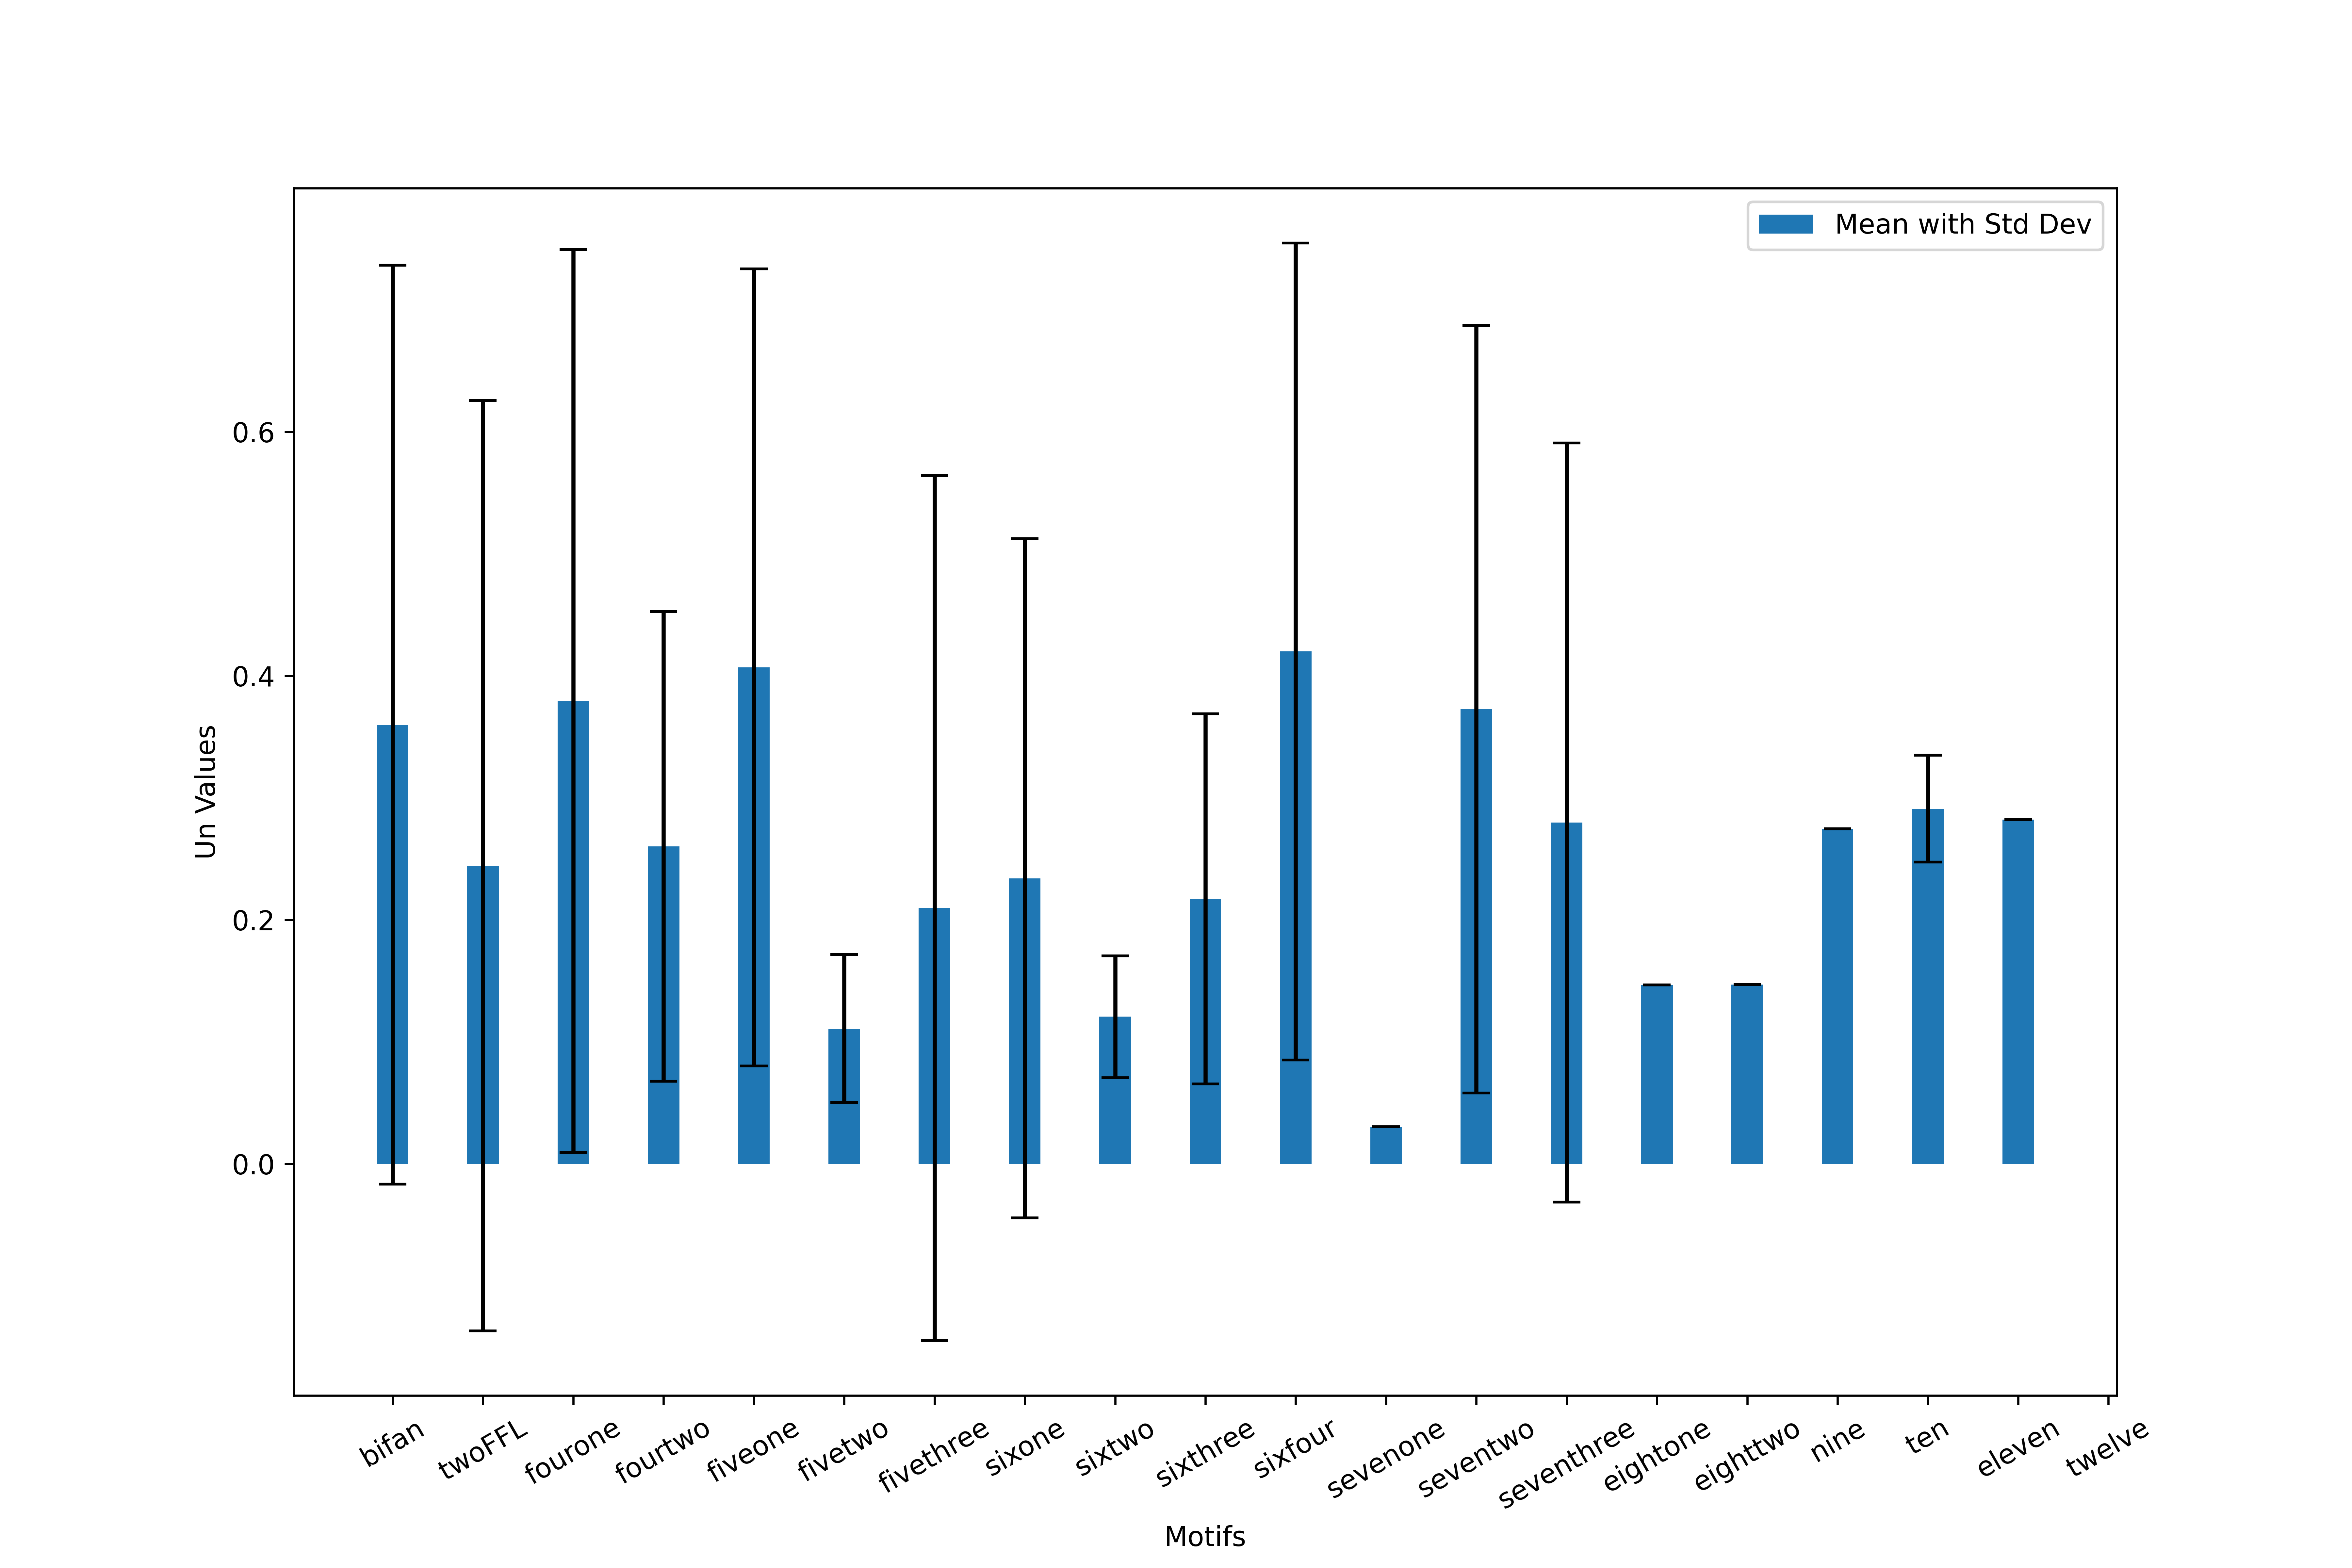 Mean with Std Dev
Un Values
0.6
0.4
0.2
0.0
bifan
twoFFL
fourone
fourtwo
fiveone
fivetwo
fivethree
sixone
sixtwo
sixthree
sixfour
sevenone
seventwo
seventhree
eightone
eighttwo
nine
ten
eleven
twelve
Motifs